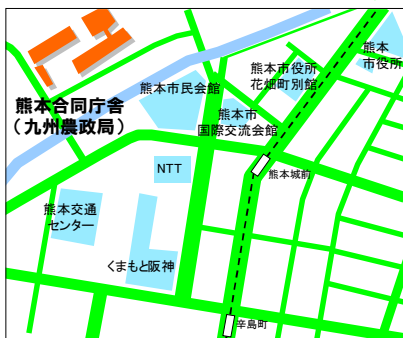 熊本
市役所
熊本市役所
花畑町別館
熊本市民会館
熊本合同庁舎
（九州農政局）
熊本市
国際交流会館
NTT
熊本城前
熊本交通
センター
くまもと阪神
辛島町